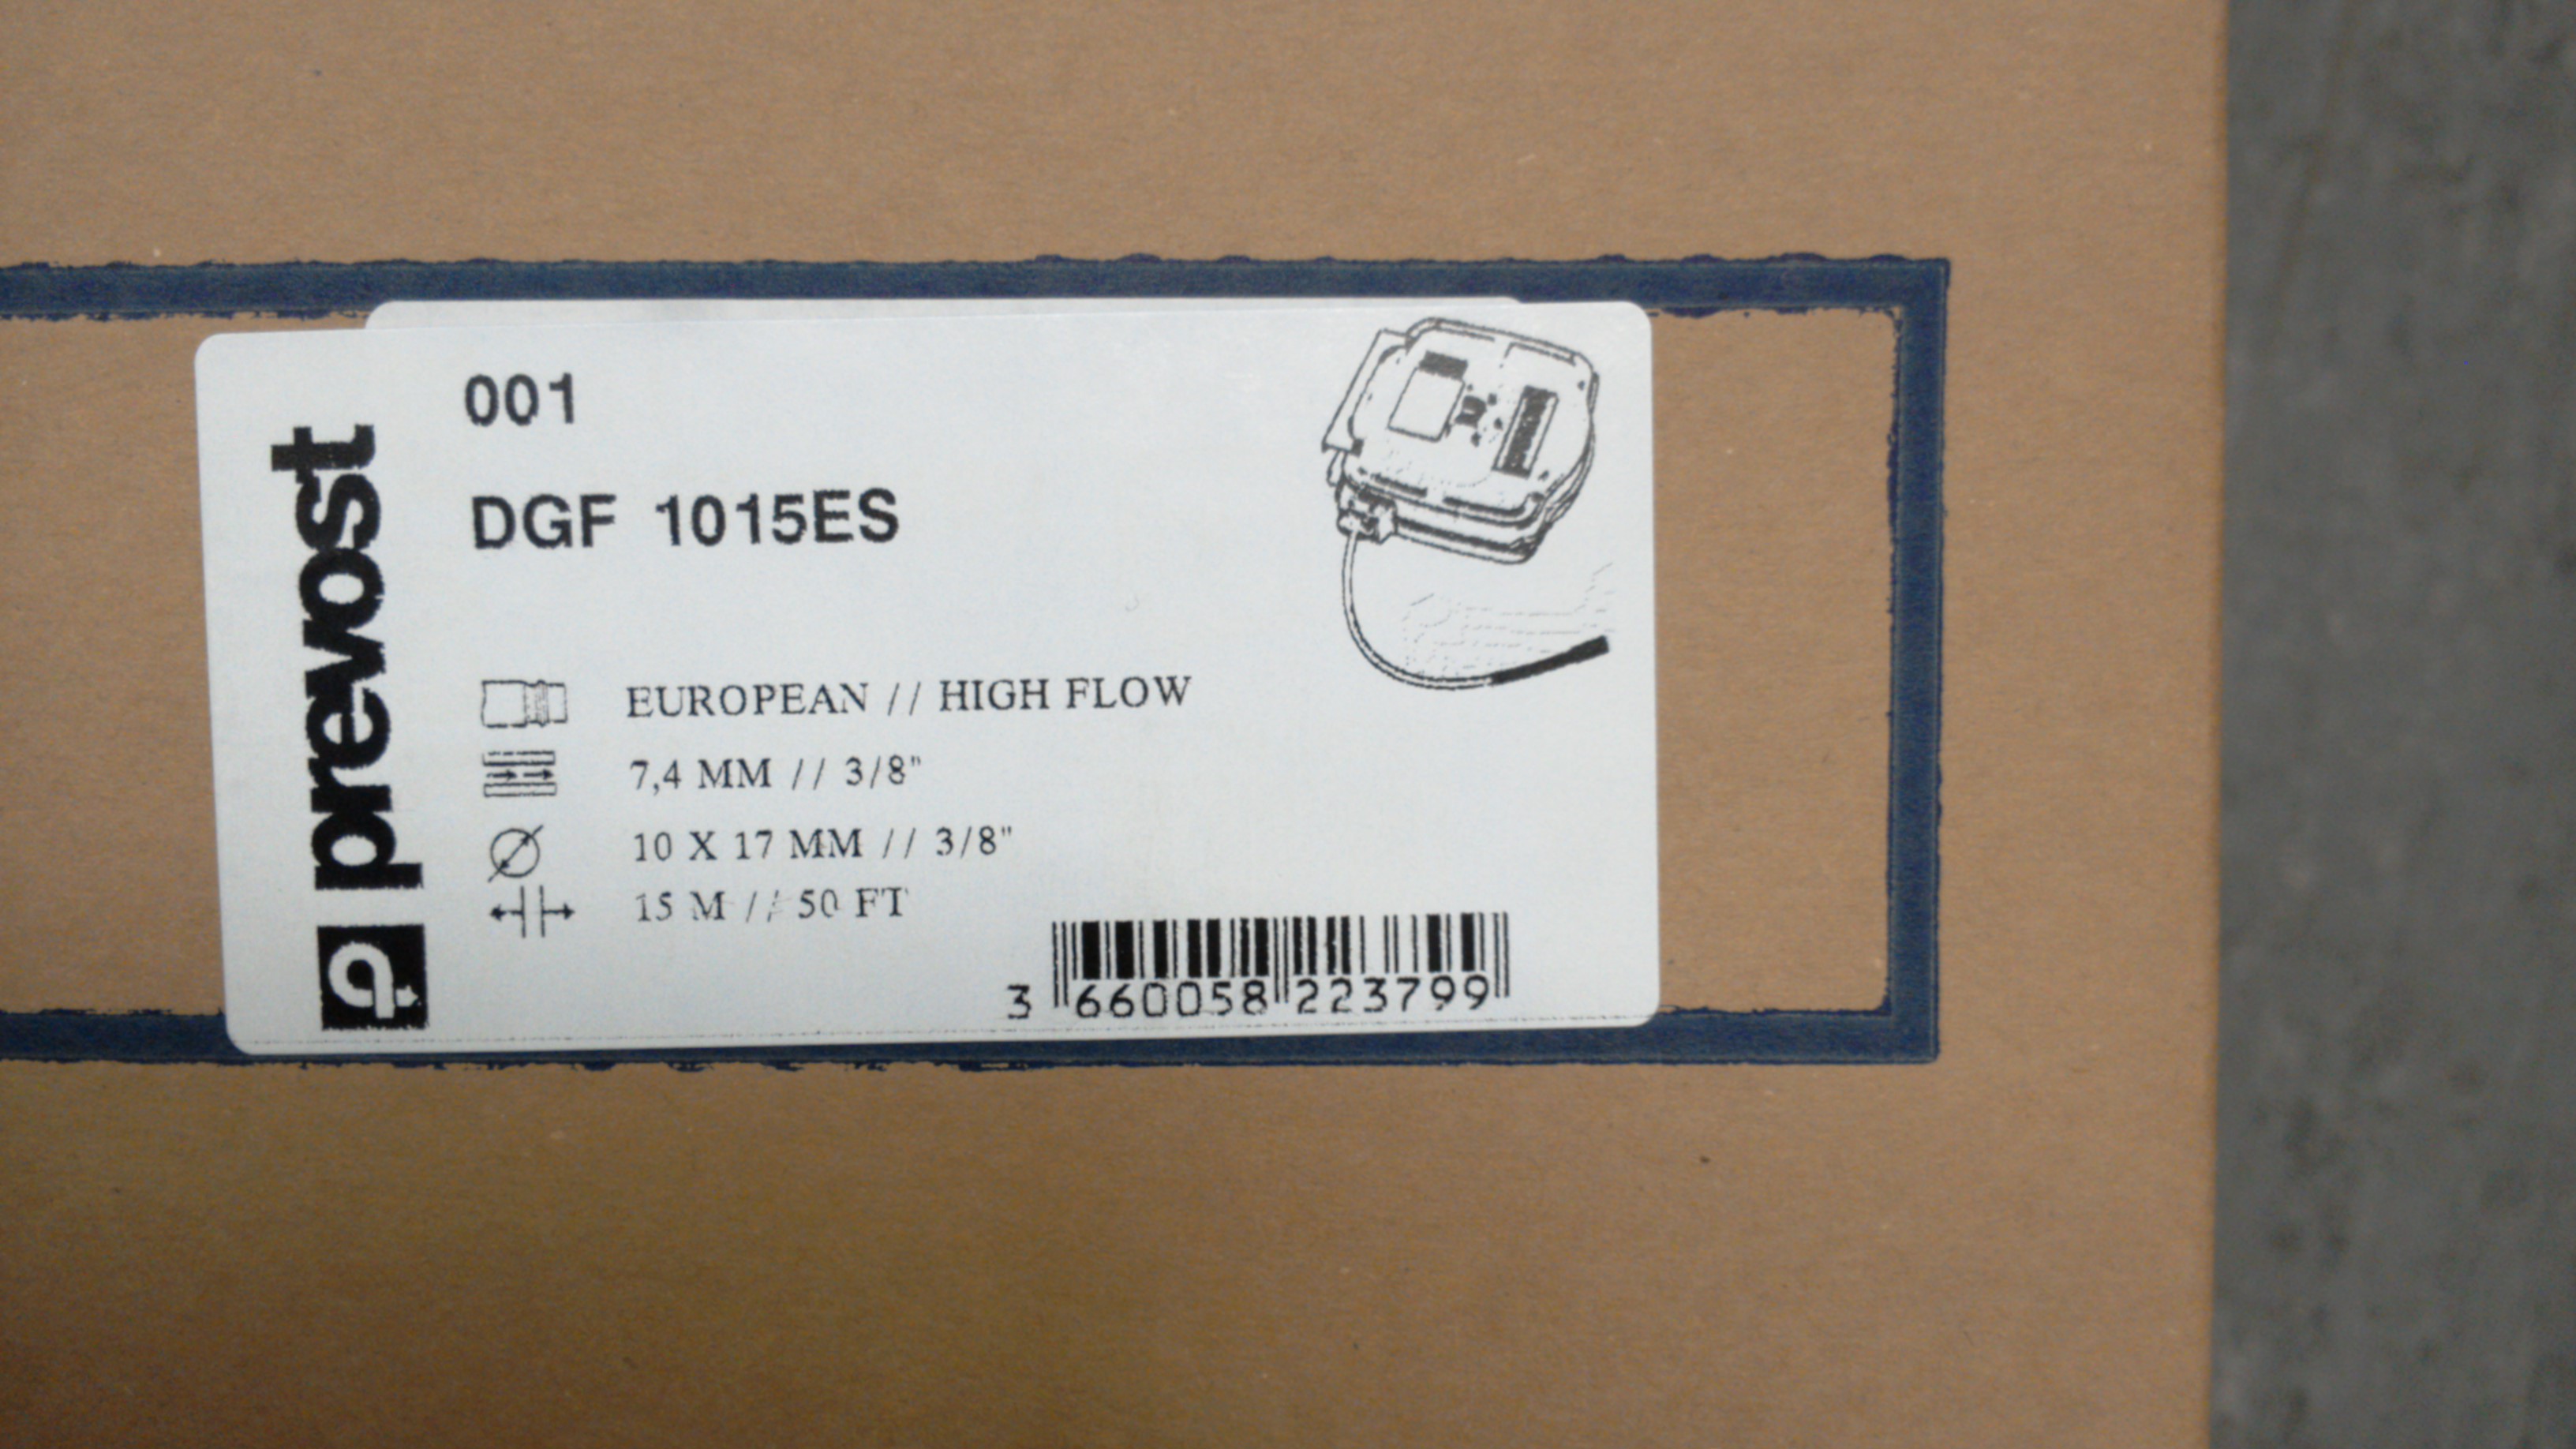 prevost
001
DGF 1015ES
EUROPEAN // HIGH FLOW
7,4 MM // 3/8"
10 X 17 MM // 3/8"
15 M // 50 FT
3 660058 223799